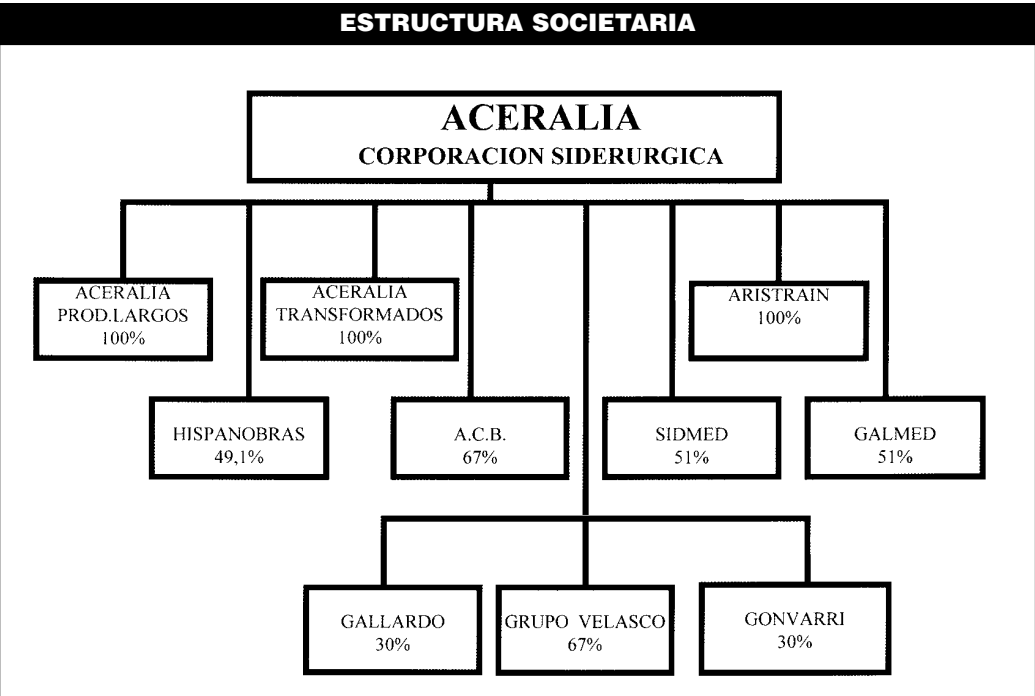 ESTRUCTURA SOCIETARIA
ACERALIA
CORPORACION SIDERURGICA
ACERALIA
PROD.LARGOS
100%
ACERALIA
TRANSFORMADOS
100%
ARISTRAIN
100%
HISPANOBRAS
49,1%
A.C.B.
67%
SIDMED
51%
GALMED
51%
GALLARDO
30%
GRUPO VELASCO
67%
GONVARRI
30%